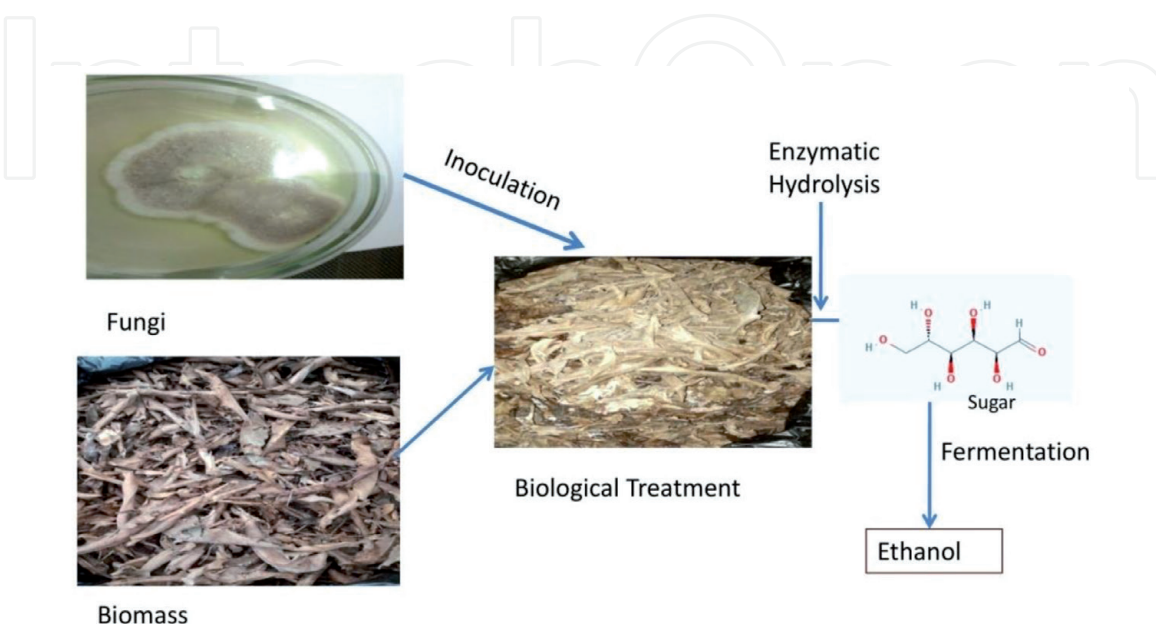 Inoculation
Enzymatic
Hydrolysis
Fungi
H
O
O
H
H
H
O
O
O
H
O
H
Sugar
Fermentation
Biological Treatment
Ethanol
Biomass